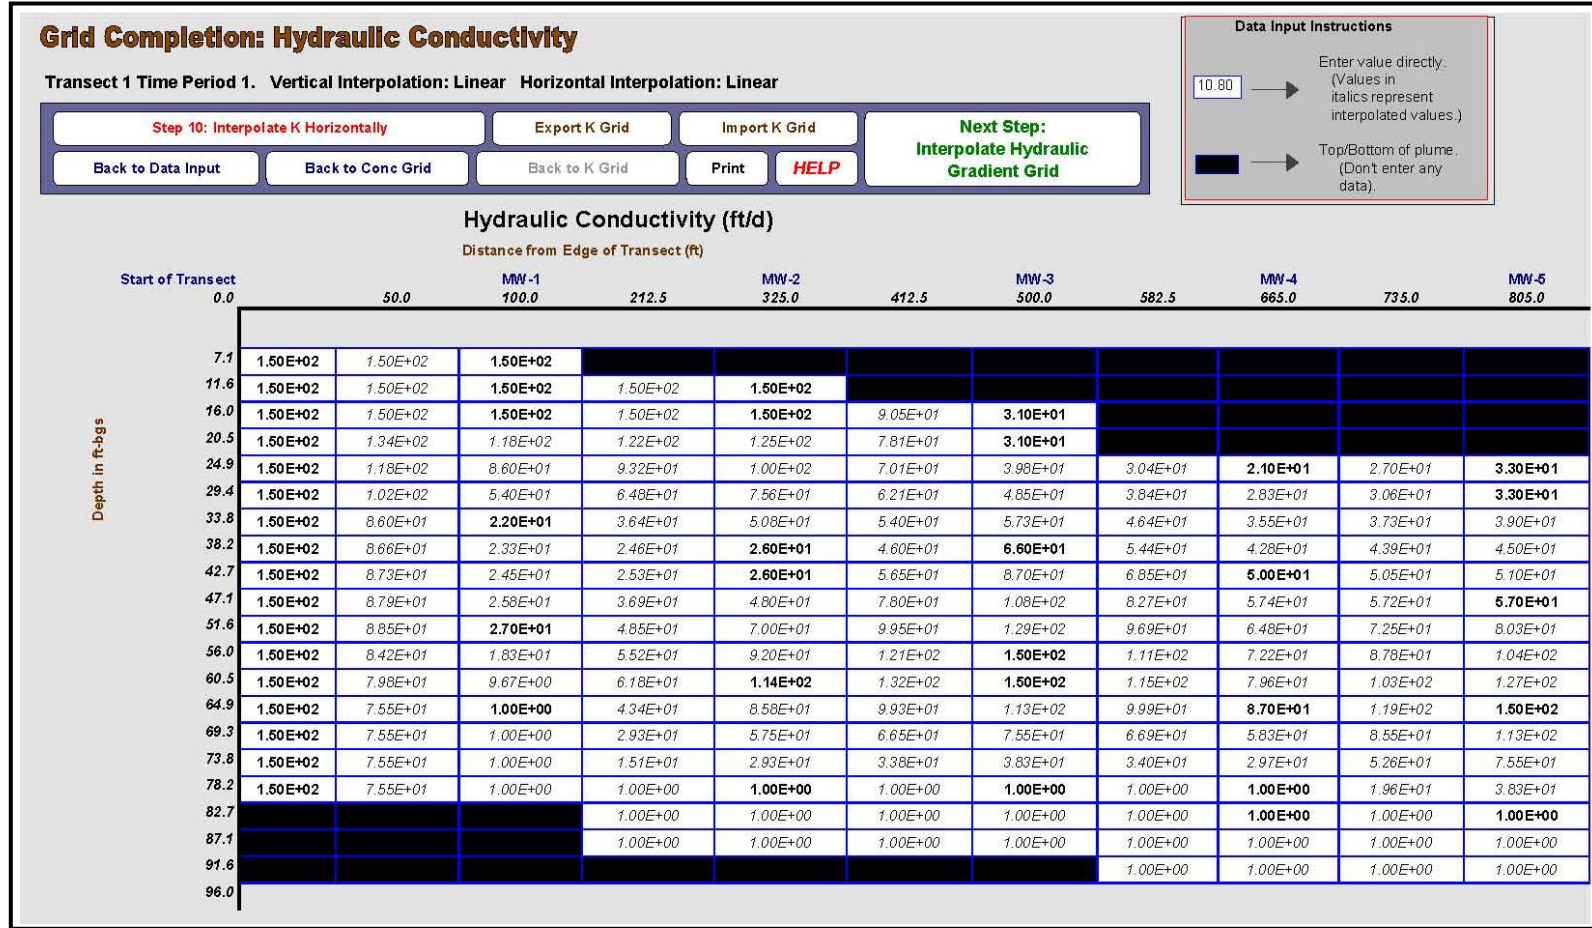 Grid Completion: Hydraulic Conductivity
Transect 1 Time Period 1. Vertical Interpolation: Linear Horizontal Interpolation: Linear
Step 10: Interpolate K Horizontally
Export K Grid
Import K Grid
Next Step:
Interpolate Hydraulic
Gradient Grid
Back to Data Input
Back to Conc Grid
Back to K Grid
Print
HELP
Data Input Instructions
10.80
Enter value directly.
(Values in
italics represent
interpolated values.)
Top/Bottom of plume.
(Don't enter any
data).
Hydraulic Conductivity (ft/d)
Distance from Edge of Transect (ft)
Start of Transect MW-1 MW-2 MW-3 MW-4 MW-5
0.0 50.0 100.0 212.5 325.0 412.5 500.0 582.5 665.0 735.0 805.0
Depth in ft-bgs
7.1 1.50E+02 1.50E+02 1.50E+02
11.6 1.50E+02 1.50E+02 1.50E+02 1.50E+02 1.50E+02
16.0 1.50E+02 1.50E+02 1.50E+02 1.50E+02 1.50E+02 9.05E+01 3.10E+01
20.5 1.50E+02 1.34E+02 1.18E+02 1.22E+02 1.25E+02 7.81E+01 3.10E+01
24.9 1.50E+02 1.18E+02 8.60E+01 9.32E+01 1.00E+02 7.01E+01 3.98E+01 3.04E+01 2.10E+01 2.70E+01 3.30E+01
29.4 1.50E+02 1.02E+02 5.40E+01 6.48E+01 7.56E+01 6.21E+01 4.85E+01 3.84E+01 2.83E+01 3.06E+01 3.30E+01
33.8 1.50E+02 8.60E+01 2.20E+01 3.64E+01 5.08E+01 5.40E+01 5.73E+01 4.64E+01 3.55E+01 3.73E+01 3.90E+01
38.2 1.50E+02 8.66E+01 2.33E+01 2.46E+01 2.60E+01 4.60E+01 6.60E+01 5.44E+01 4.28E+01 4.39E+01 4.50E+01
42.7 1.50E+02 8.73E+01 2.45E+01 2.53E+01 2.60E+01 5.65E+01 8.70E+01 6.85E+01 5.00E+01 5.05E+01 5.10E+01
47.1 1.50E+02 8.79E+01 2.58E+01 3.69E+01 4.80E+01 7.80E+01 1.08E+02 8.27E+01 5.74E+01 5.72E+01 5.70E+01
51.6 1.50E+02 8.85E+01 2.70E+01 4.85E+01 7.00E+01 9.95E+01 1.29E+02 9.69E+01 6.48E+01 7.25E+01 8.03E+01
56.0 1.50E+02 8.42E+01 1.83E+01 5.52E+01 9.20E+01 1.21E+02 1.50E+02 1.11E+02 7.22E+01 8.78E+01 1.04E+02
60.5 1.50E+02 7.98E+01 9.67E+00 6.18E+01 1.14E+02 1.32E+02 1.50E+02 1.15E+02 7.96E+01 1.03E+02 1.27E+02
64.9 1.50E+02 7.55E+01 1.00E+00 4.34E+01 8.58E+01 9.93E+01 1.13E+02 9.99E+01 8.70E+01 1.19E+02 1.50E+02
69.3 1.50E+02 7.55E+01 1.00E+00 2.93E+01 5.75E+01 6.65E+01 7.55E+01 6.69E+01 5.83E+01 8.55E+01 1.13E+02
73.8 1.50E+02 7.55E+01 1.00E+00 1.51E+01 2.93E+01 3.38E+01 3.83E+01 3.40E+01 2.97E+01 5.26E+01 7.55E+01
78.2 1.50E+02 7.55E+01 1.00E+00 1.00E+00 1.00E+00 1.00E+00 1.00E+00 1.00E+00 1.00E+00 1.96E+01 3.83E+01
82.7 1.00E+00 1.00E+00 1.00E+00 1.00E+00 1.00E+00 1.00E+00 1.00E+00 1.00E+00
87.1 1.00E+00 1.00E+00 1.00E+00 1.00E+00 1.00E+00 1.00E+00 1.00E+00 1.00E+00
91.6 1.00E+00 1.00E+00 1.00E+00 1.00E+00
96.0